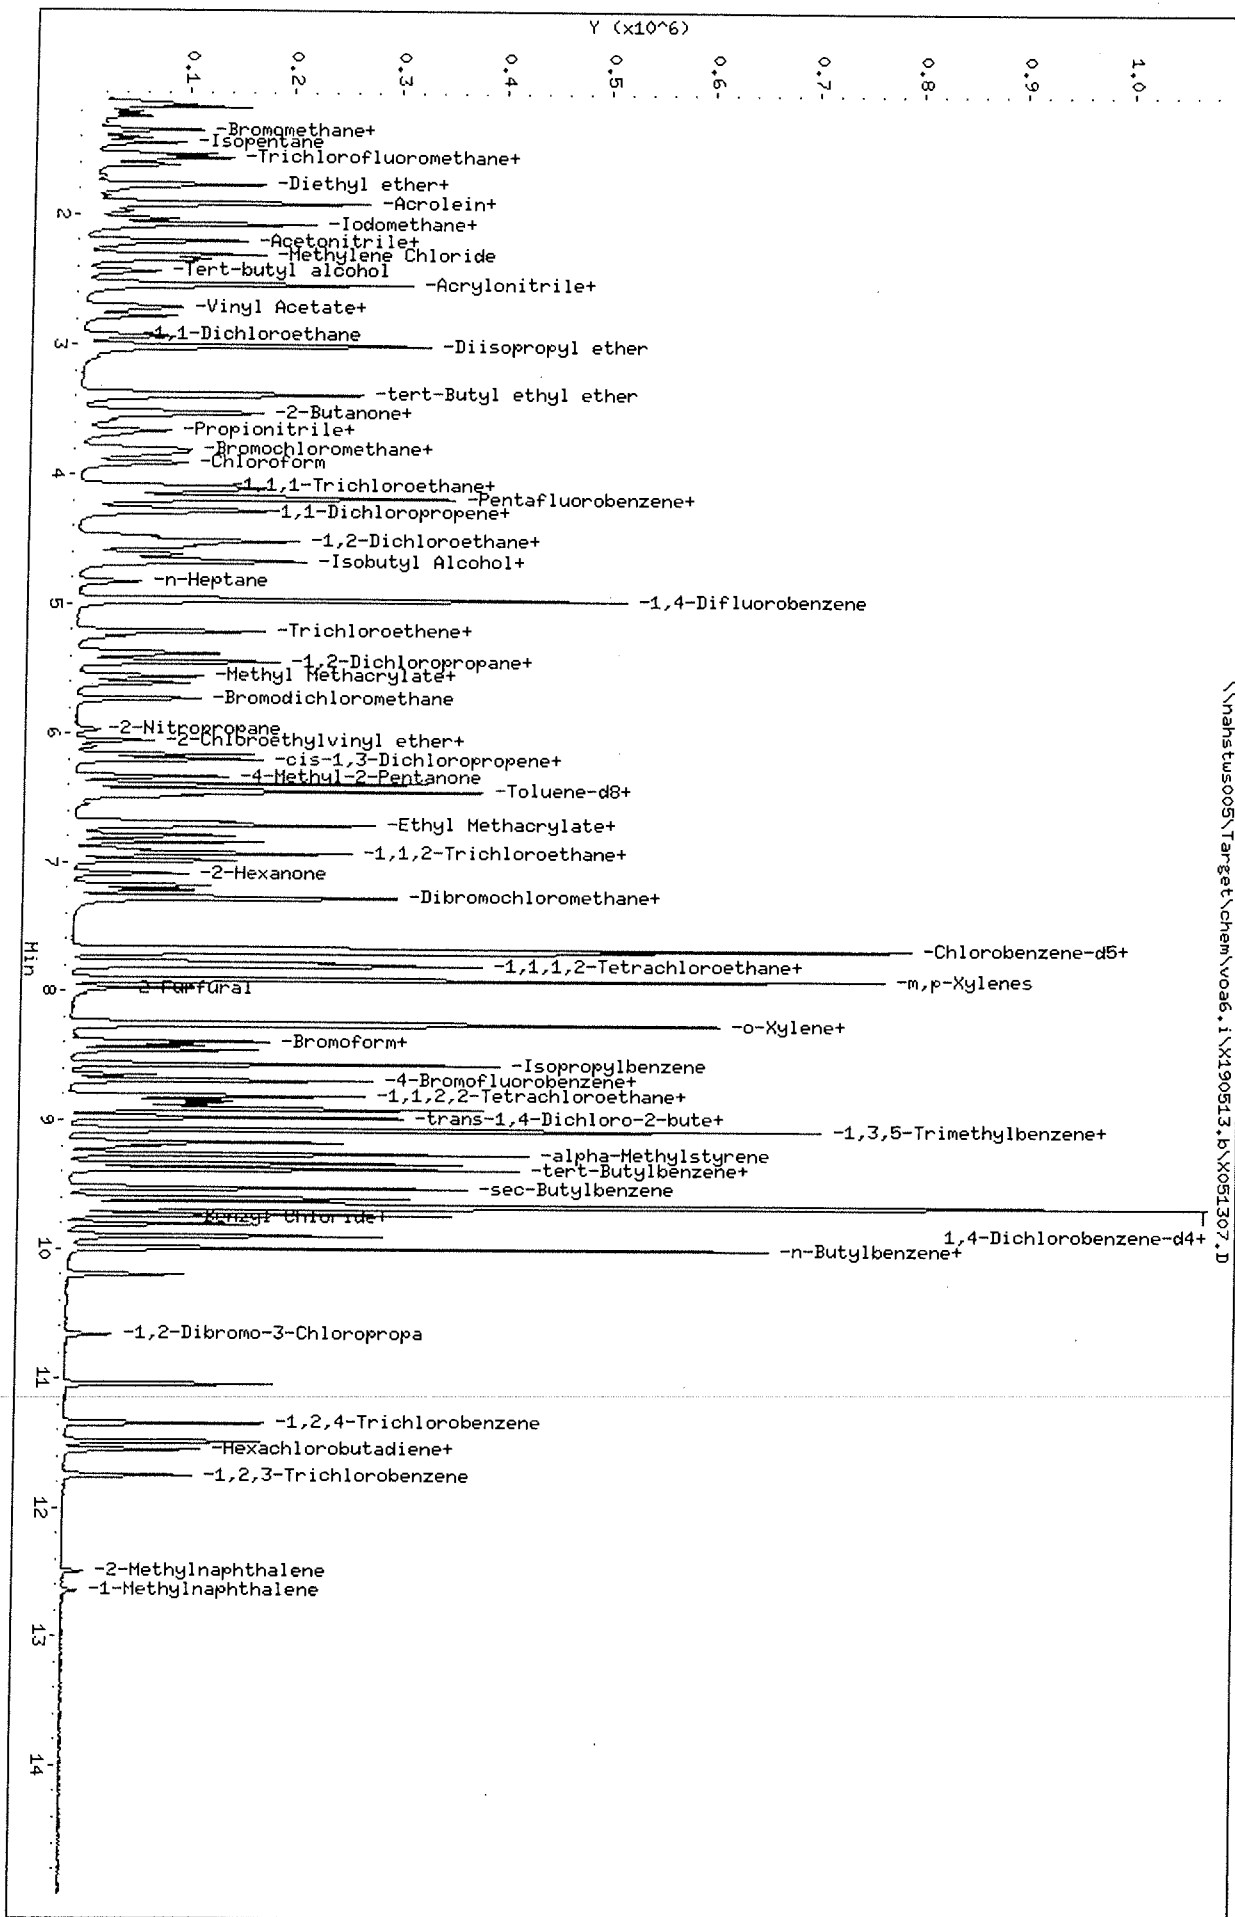 \\nahstws005\Target\chem\voa6.i\X190513.b\X051307.D
Y (x10^6)
0.1
0.2
0.3
0.4
0.5
0.6
0.7
0.8
0.9
1.0
-Bromomethane+
-Isopentane
-Trichlorofluoromethane+
-Diethyl ether+
-Acrolein+
2
-Iodomethane+
-Acetonitrile+
-Methylene Chloride
-Tert-butyl alcohol
-Acrylonitrile+
-Vinyl Acetate+
-1,1-Dichloroethane
3
-Diisopropyl ether
-tert-Butyl ethyl ether
-2-Butanone+
-Propionitrile+
-Bromochloromethane+
-Chloroform
4
-1,1,1-Trichloroethane+
-Pentafluorobenzene+
-1,1-Dichloropropene+
-1,2-Dichloroethane+
-Isobutyl Alcohol+
-n-Heptane
5
-1,4-Difluorobenzene
-Trichloroethene+
-1,2-Dichloropropane+
-Methyl Methacrylate+
-Bromodichloromethane
-2-Nitropropane
6
-2-Chloroethylvinyl ether+
-cis-1,3-Dichloropropene+
-4-Methyl-2-Pentanone
-Toluene-d8+
-Ethyl Methacrylate+
-1,1,2-Trichloroethane+
7
-2-Hexanone
-Dibromochloromethane+
-Chlorobenzene-d5+
-1,1,1,2-Tetrachloroethane+
-m,p-Xylenes
-2-Furfural
8
Min
-o-Xylene+
-Bromoform+
-Isopropylbenzene
-4-Bromofluorobenzene+
-1,1,2,2-Tetrachloroethane+
-trans-1,4-Dichloro-2-bute+
9
-1,3,5-Trimethylbenzene+
-alpha-Methylstyrene
-tert-Butylbenzene+
-sec-Butylbenzene
-Benzyl Chloride+
1,4-Dichlorobenzene-d4+
10
-n-Butylbenzene+
-1,2-Dibromo-3-Chloropropa
11
-1,2,4-Trichlorobenzene
-Hexachlorobutadiene+
-1,2,3-Trichlorobenzene
12
-2-Methylnaphthalene
-1-Methylnaphthalene
13
14